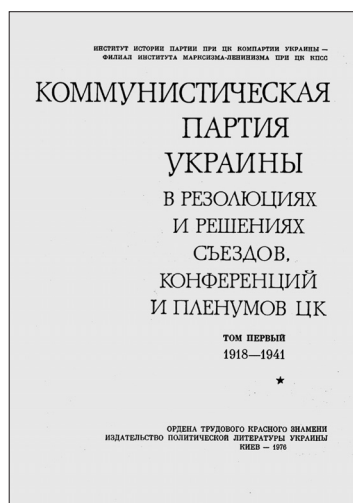 ИНСТИТУТ ИСТОРИИ ПАРТИИ ПРИ ЦК КОМПАРТИИ УКРАИНЫ —
ФИЛИАЛ ИНСТИТУТА МАРКСИЗМА-ЛЕНИНИЗМА ПРИ ЦК КПСС
КОММУНИСТИЧЕСКАЯ
ПАРТИЯ
УКРАИНЫ
В РЕЗОЛЮЦИЯХ
И РЕШЕНИЯХ
СЪЕЗДОВ,
КОНФЕРЕНЦИЙ
И ПЛЕНУМОВ ЦК
ТОМ ПЕРВЫЙ
1918—1941
★
ОРДЕНА ТРУДОВОГО КРАСНОГО ЗНАМЕНИ
ИЗДАТЕЛЬСТВО ПОЛИТИЧЕСКОЙ ЛИТЕРАТУРЫ УКРАИНЫ
КИЕВ — 1976